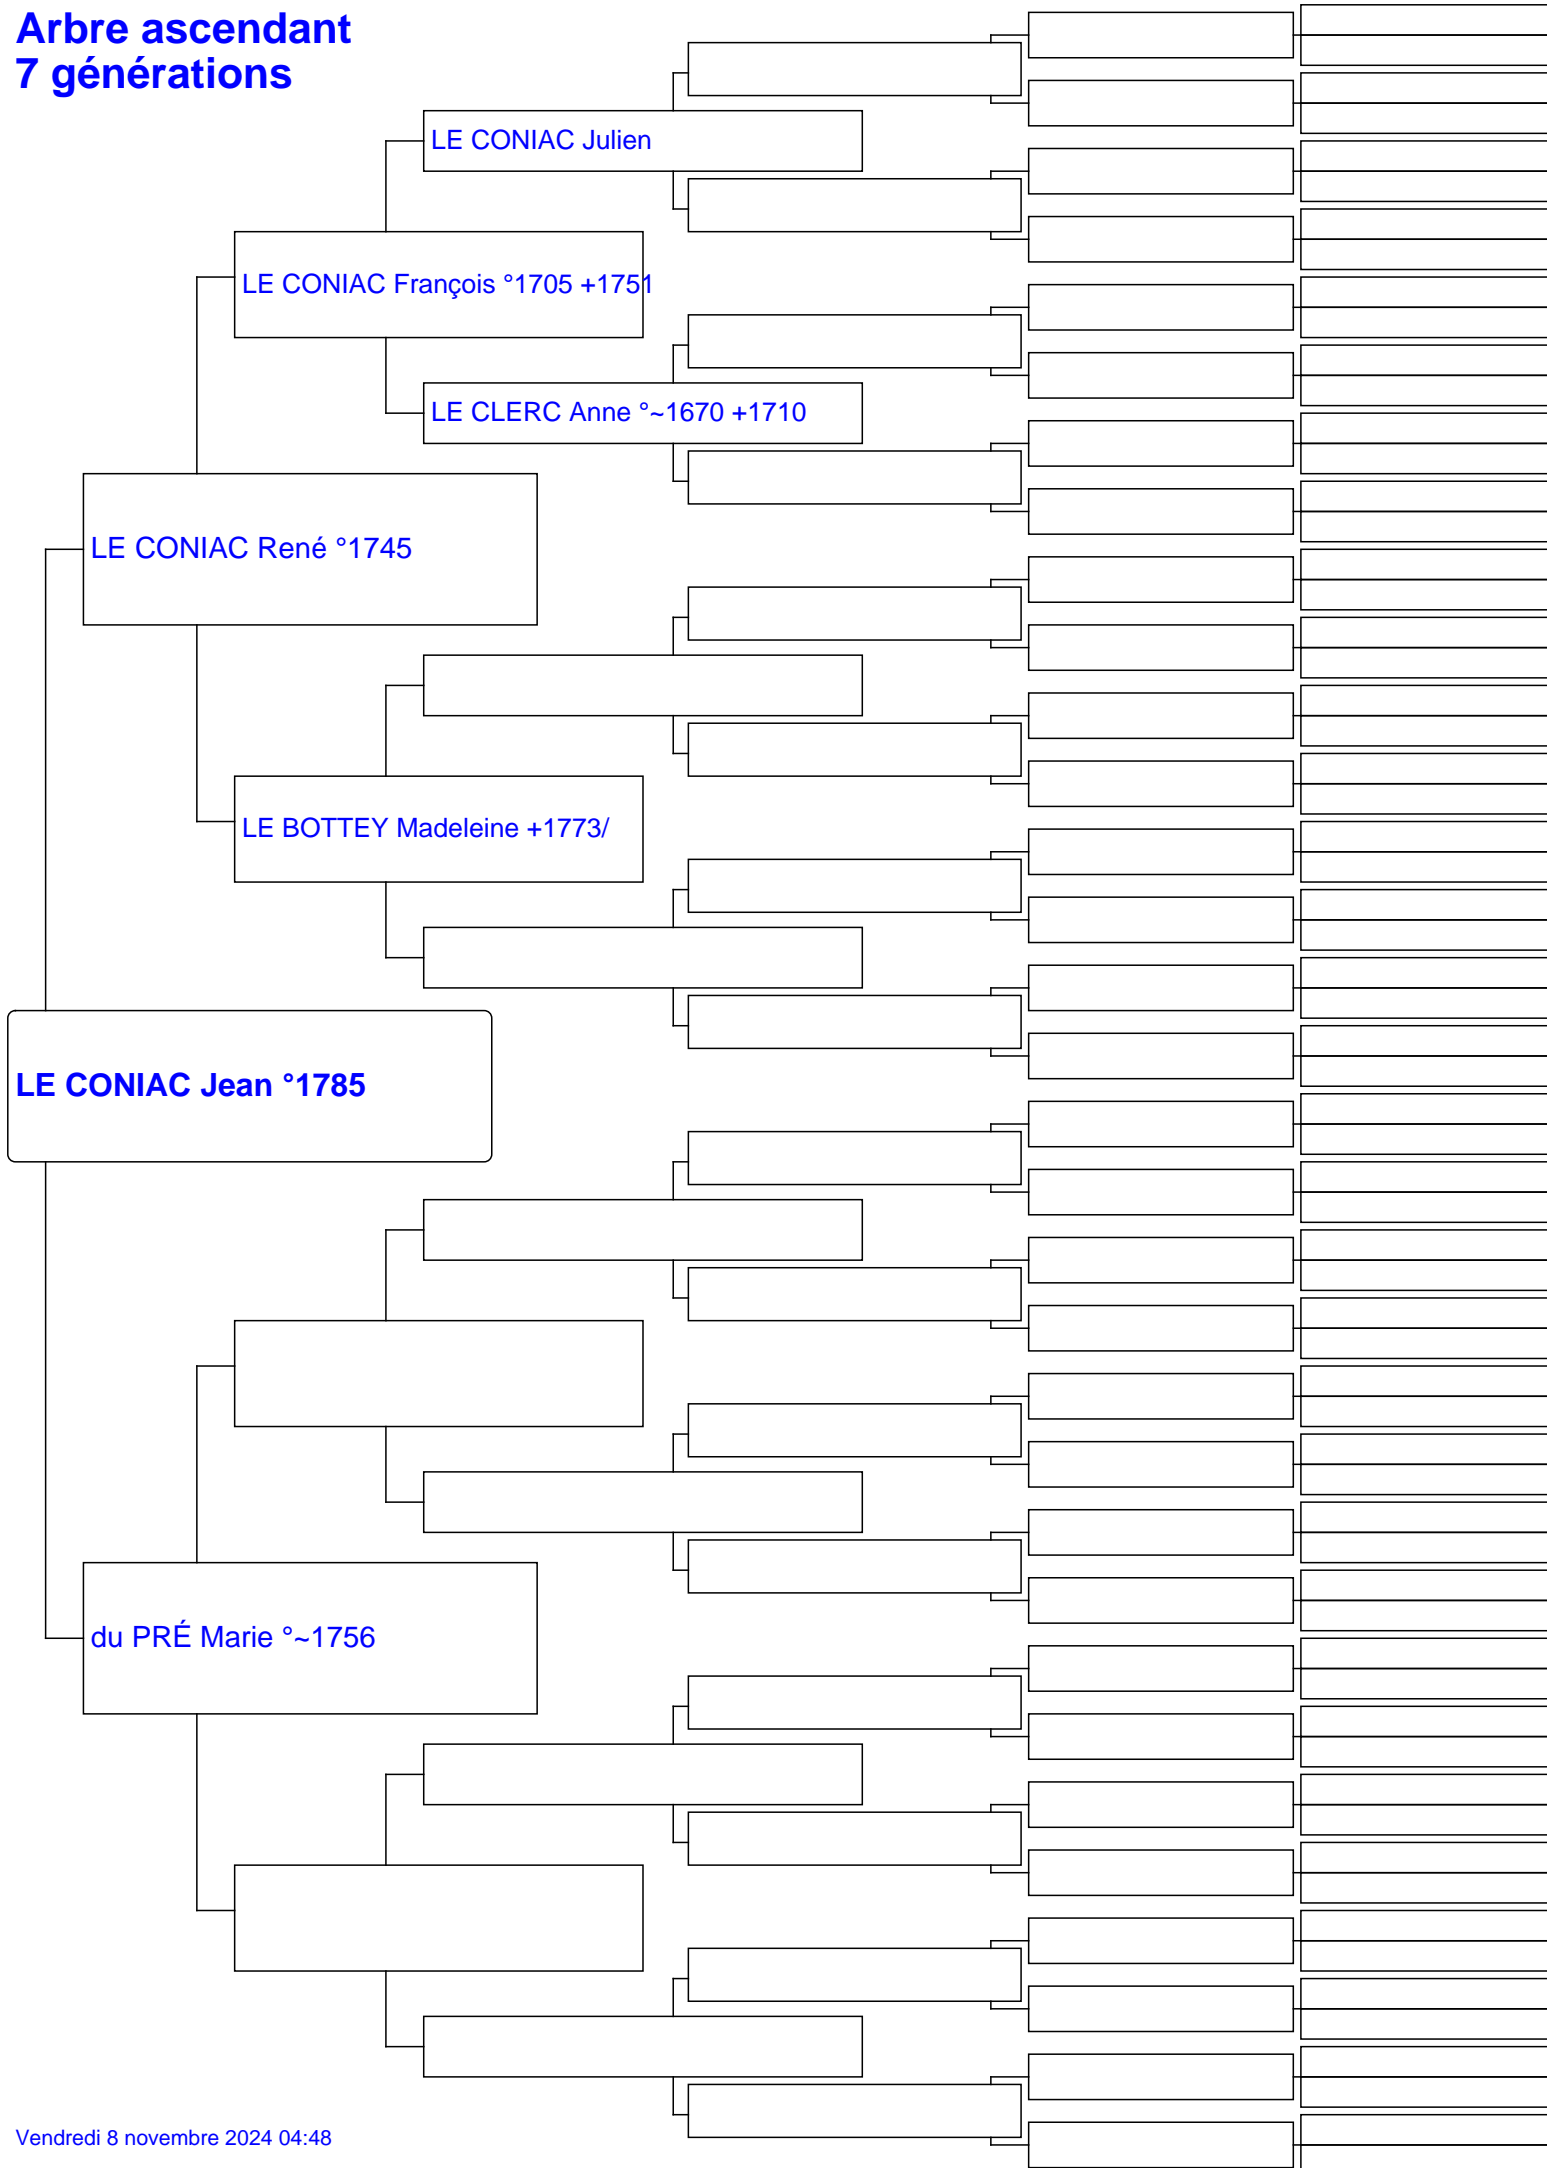 Arbre ascendant
7 générations
LE CONIAC Julien
LE CONIAC François °1705 +1751
LE CLERC Anne °~1670 +1710
LE CONIAC René °1745
LE BOTTEY Madeleine +1773/
LE CONIAC Jean °1785
du PRÉ Marie °~1756
Vendredi 8 novembre 2024 04:48